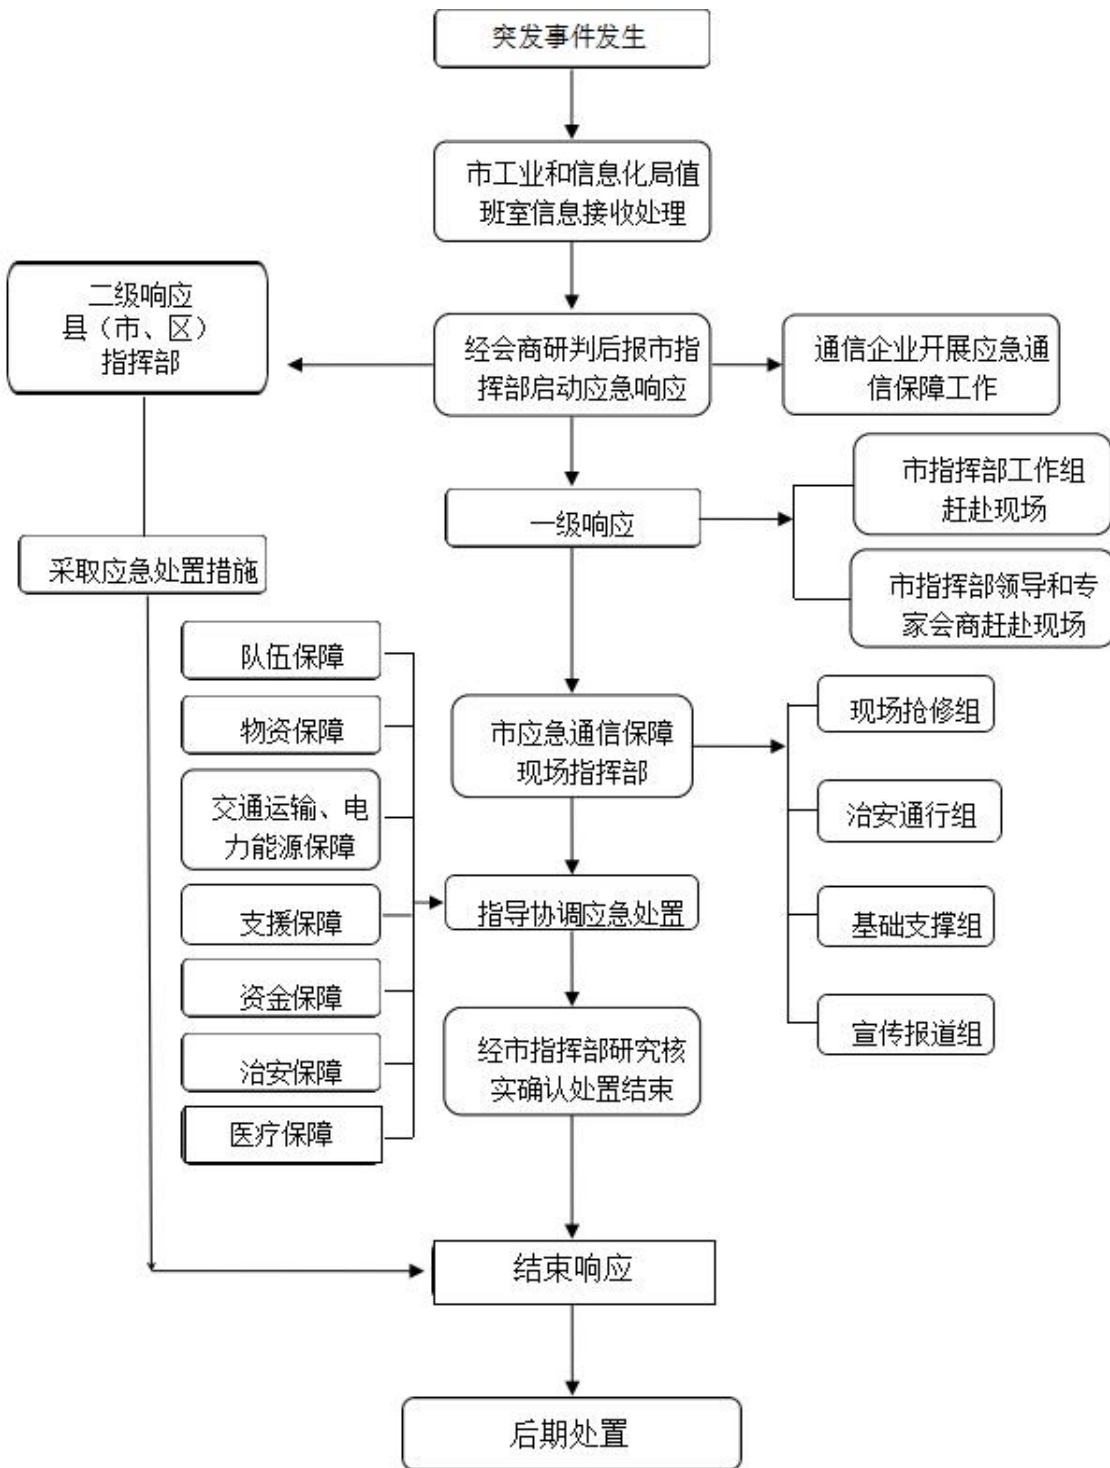 突发事件发生
市工业和信息化局值
班室信息接收处理
二级响应
县（市、区）
指挥部
经会商研判后报市指
挥部启动应急响应
通信企业开展应急通
信保障工作
一级响应
市指挥部工作组
赶赴现场
市指挥部领导和专
家会商赶赴现场
采取应急处置措施
队伍保障
物资保障
交通运输、电
力能源保障
支援保障
资金保障
治安保障
医疗保障
市应急通信保障
现场指挥部
现场抢修组
治安通行组
基础支撑组
宣传报道组
指导协调应急处置
经市指挥部研究核
实确认处置结束
结束响应
后期处置